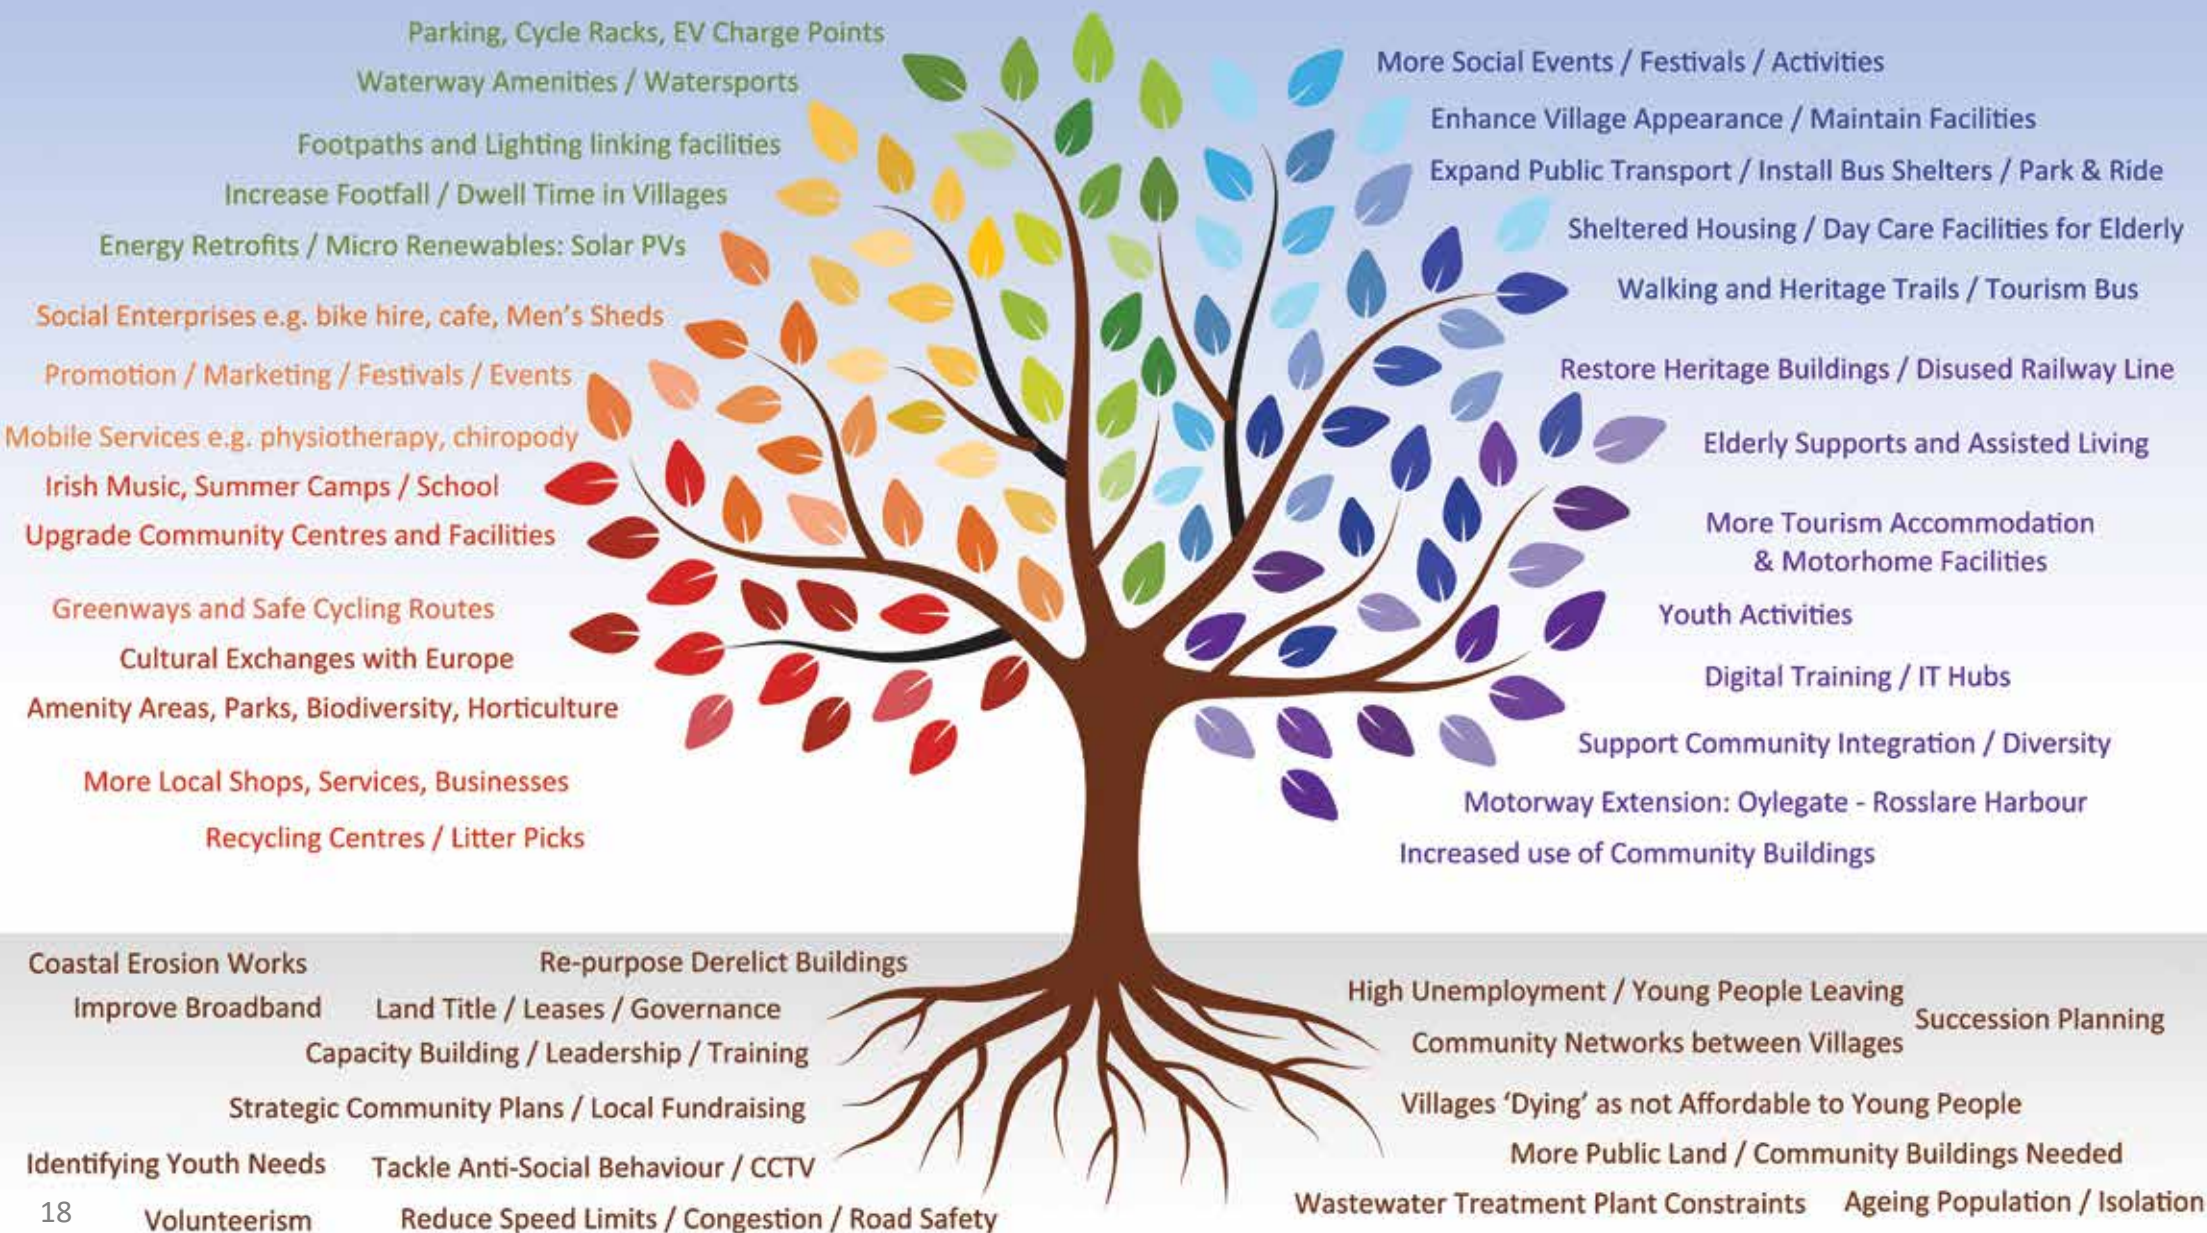 Parking, Cycle Racks, EV Charge Points
Waterway Amenities / Watersports
Footpaths and Lighting linking facilities
Increase Footfall / Dwell Time in Villages
Energy Retrofits / Micro Renewables: Solar PVs
Social Enterprises e.g. bike hire, cafe, Men's Sheds
Promotion / Marketing / Festivals / Events
Mobile Services e.g. physiotherapy, chiropody
Irish Music, Summer Camps / School
Upgrade Community Centres and Facilities
Greenways and Safe Cycling Routes
Cultural Exchanges with Europe
Amenity Areas, Parks, Biodiversity, Horticulture
More Local Shops, Services, Businesses
Recycling Centres / Litter Picks
More Social Events / Festivals / Activities
Enhance Village Appearance / Maintain Facilities
Expand Public Transport / Install Bus Shelters / Park & Ride
Sheltered Housing / Day Care Facilities for Elderly
Walking and Heritage Trails / Tourism Bus
Restore Heritage Buildings / Disused Railway Line
Elderly Supports and Assisted Living
More Tourism Accommodation
& Motorhome Facilities
Youth Activities
Digital Training / IT Hubs
Support Community Integration / Diversity
Motorway Extension: Oylegate - Rosslare Harbour
Increased use of Community Buildings
Coastal Erosion Works
Re-purpose Derelict Buildings
Improve Broadband
Land Title / Leases / Governance
Capacity Building / Leadership / Training
Strategic Community Plans / Local Fundraising
Identifying Youth Needs
Tackle Anti-Social Behaviour / CCTV
Volunteerism
Reduce Speed Limits / Congestion / Road Safety
High Unemployment / Young People Leaving
Succession Planning
Community Networks between Villages
Villages 'Dying' as not Affordable to Young People
More Public Land / Community Buildings Needed
Wastewater Treatment Plant Constraints
Ageing Population / Isolation
18